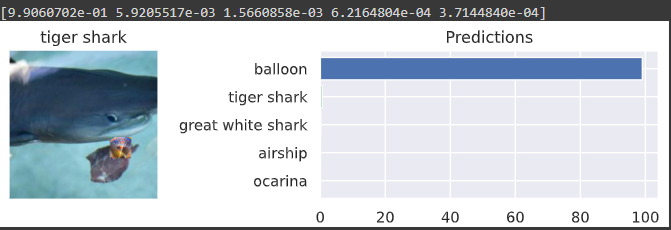 [9.9060702e-01 5.9205517e-03 1.5660858e-03 6.2164804e-04 3.7144840e-04]
tiger shark
Predictions
balloon
tiger shark
great white shark
airship
ocarina
0 20 40 60 80 100